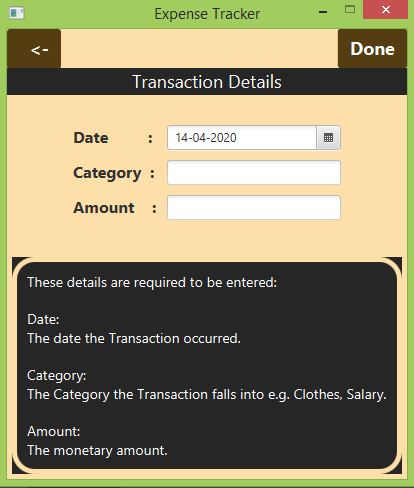 Expense Tracker
<- Done
Transaction Details
Date : 14-04-2020
Category :
Amount :
These details are required to be entered:
Date:
The date the Transaction occurred.
Category:
The Category the Transaction falls into e.g. Clothes, Salary.
Amount:
The monetary amount.